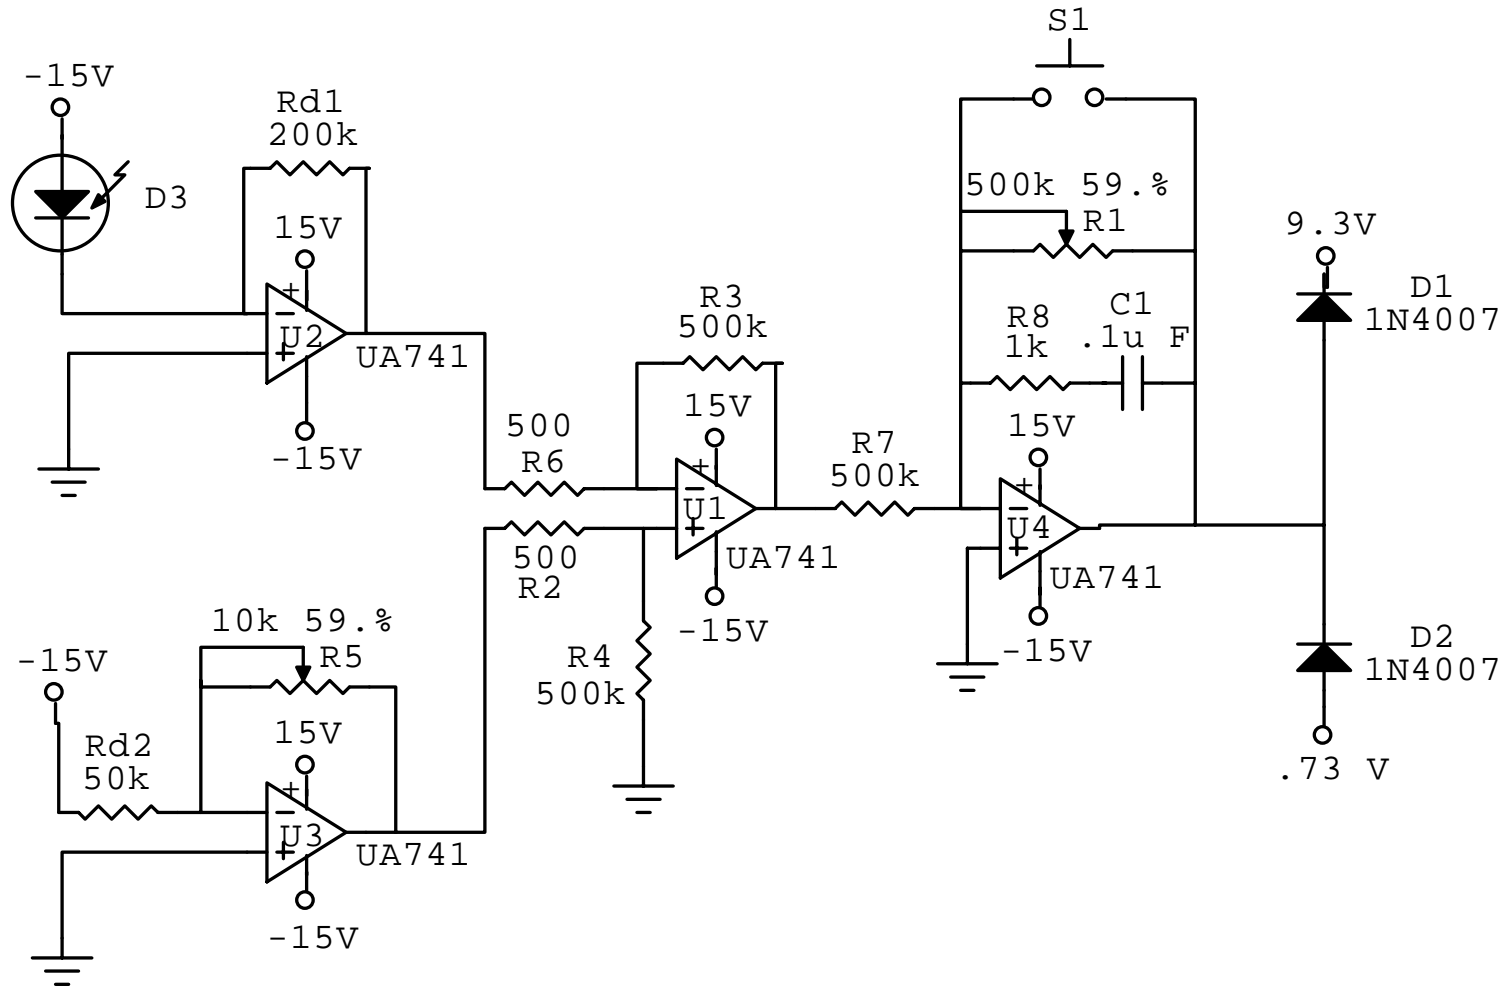 S1
-15V
Rd1
200k
D3
500k 59.%
R1
15V
9.3V
+
-
U2
+
UA741
-15V
R3
500k
R8
1k
C1
.1u F
D1
1N4007
500
R6
15V
R7
500k
15V
+
-
U1
+
UA741
-15V
+
-
U4
+
UA741
-15V
500
R2
10k 59.%
R5
-15V
R4
500k
D2
1N4007
.73 V
Rd2
50k
15V
+
-
U3
+
UA741
-15V